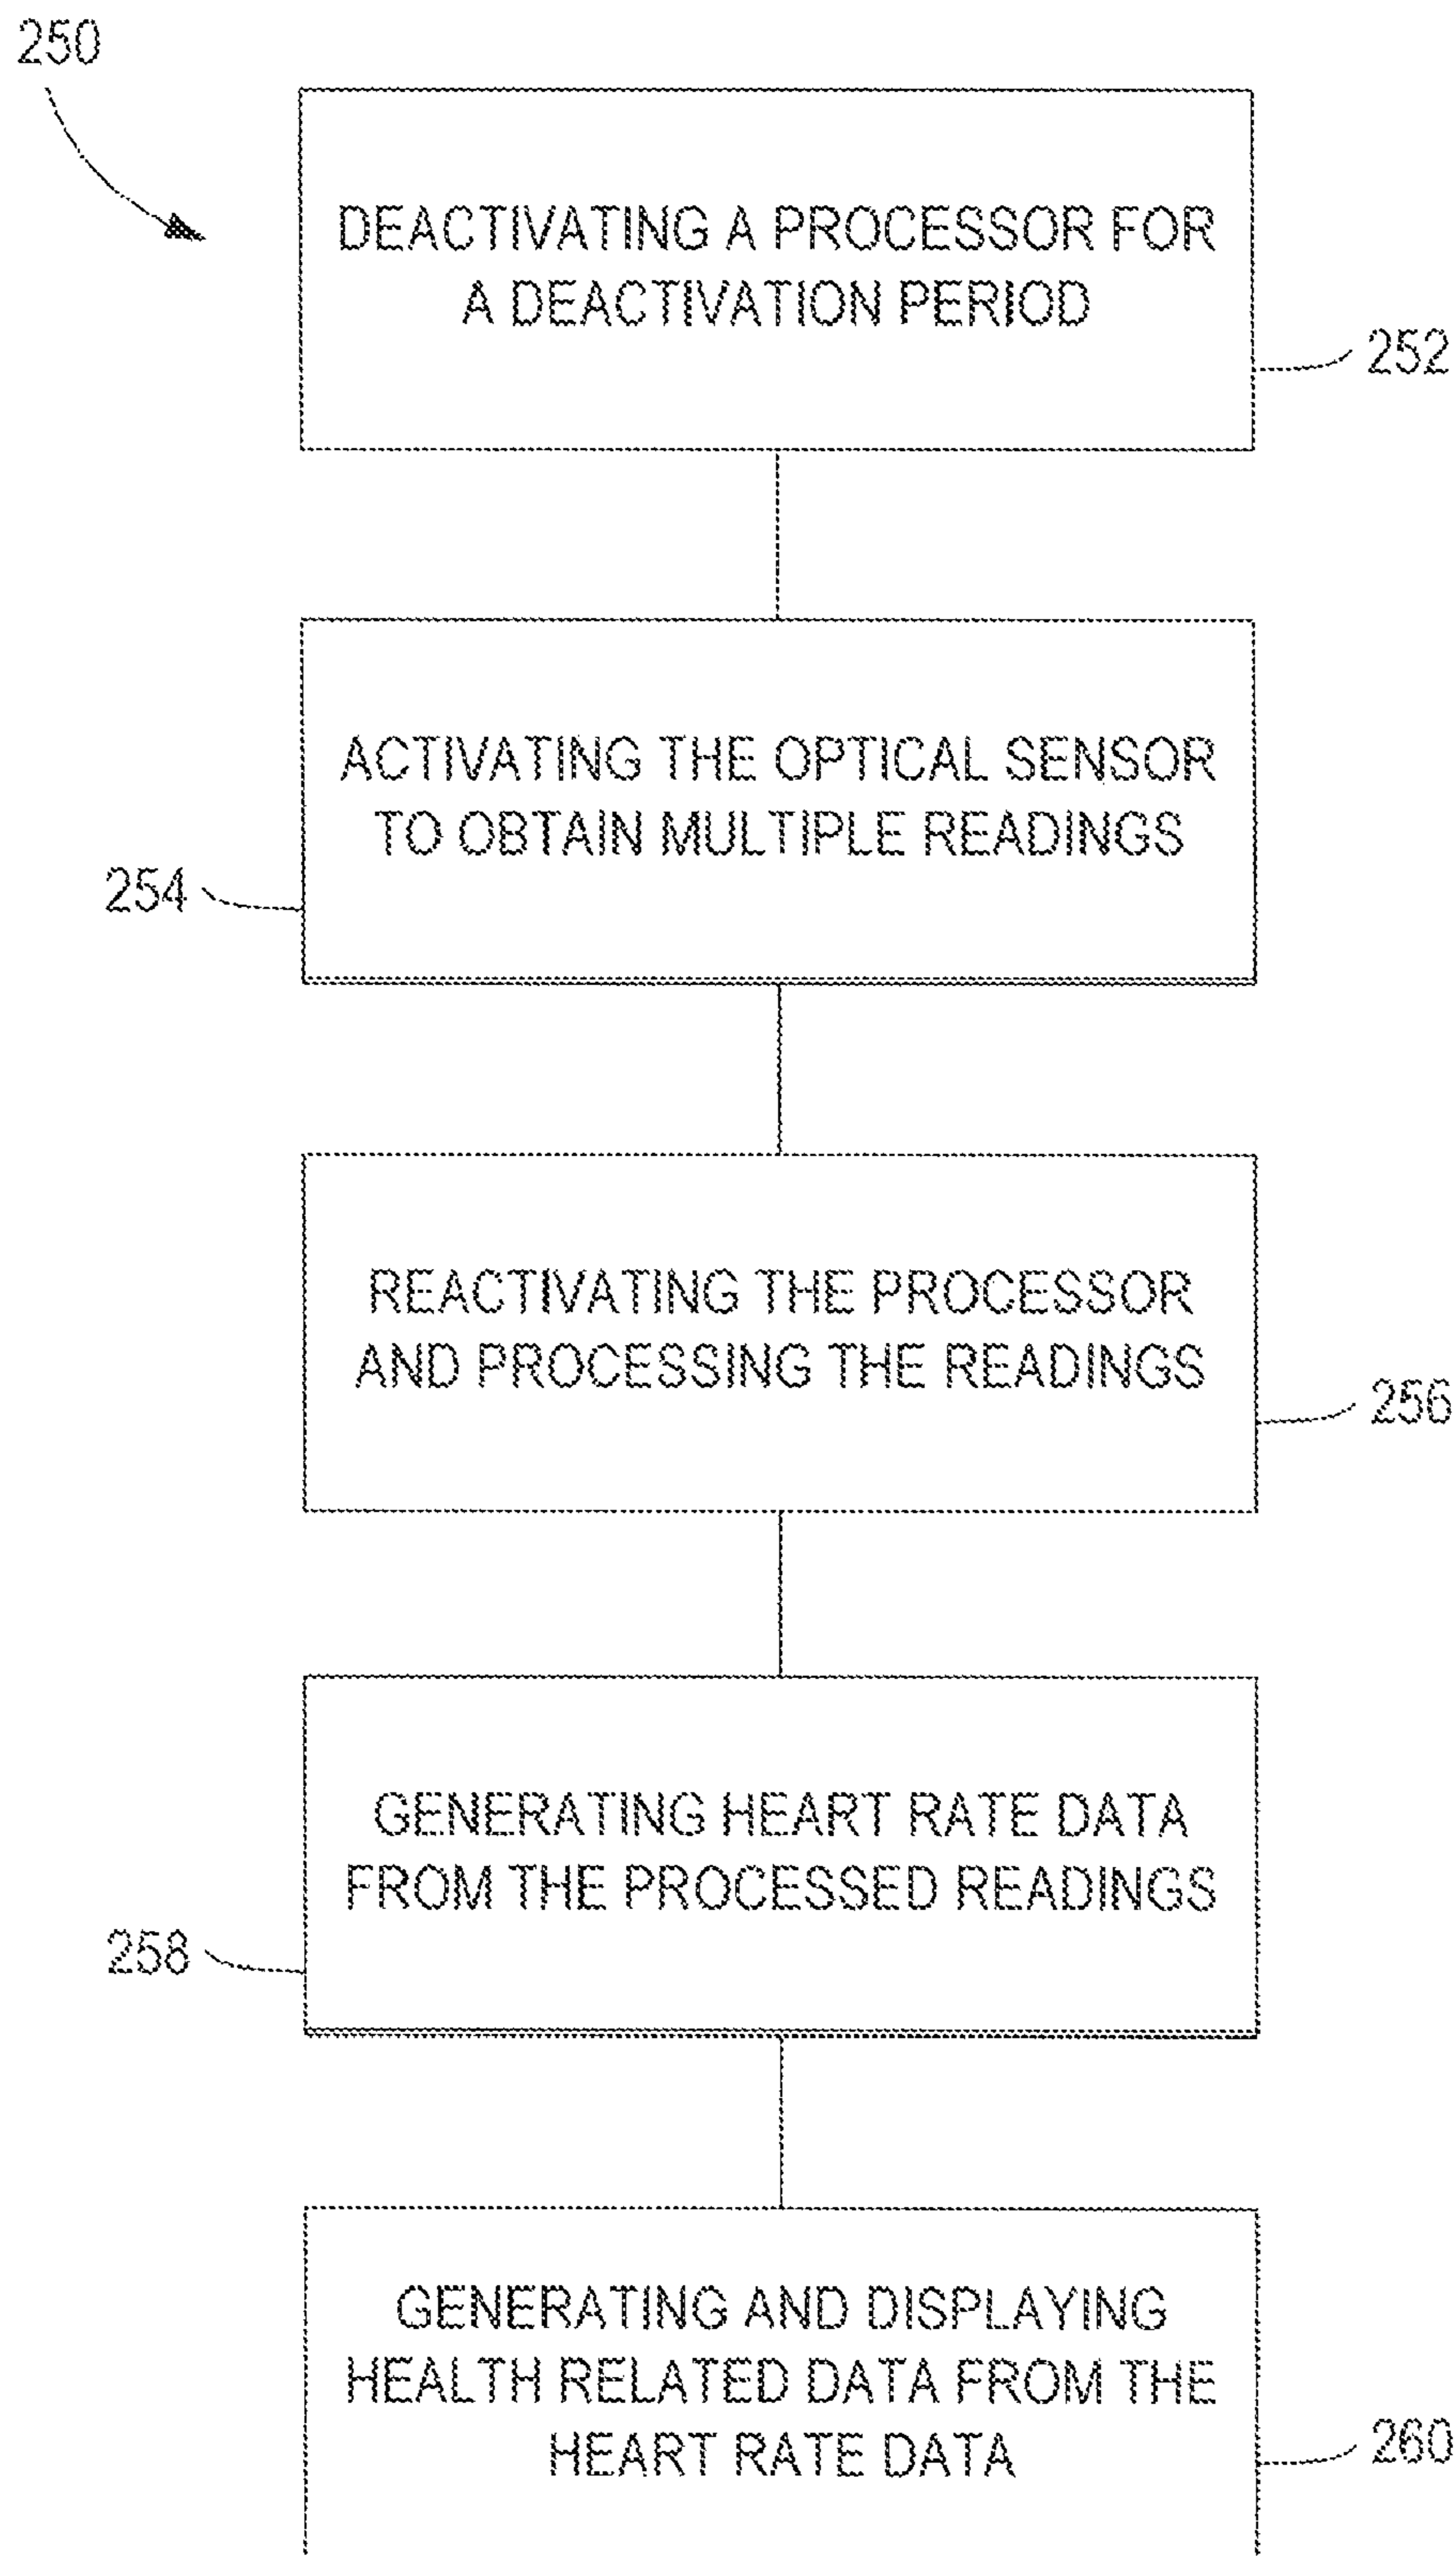 250
DEACTIVATING A PROCESSOR FOR
A DEACTIVATION PERIOD
252
ACTIVATING THE OPTICAL SENSOR
TO OBTAIN MULTIPLE READINGS
254
REACTIVATING THE PROCESSOR
AND PROCESSING THE READINGS
256
GENERATING HEART RATE DATA
FROM THE PROCESSED READINGS
258
GENERATING AND DISPLAYING
HEALTH RELATED DATA FROM THE
HEART RATE DATA
260